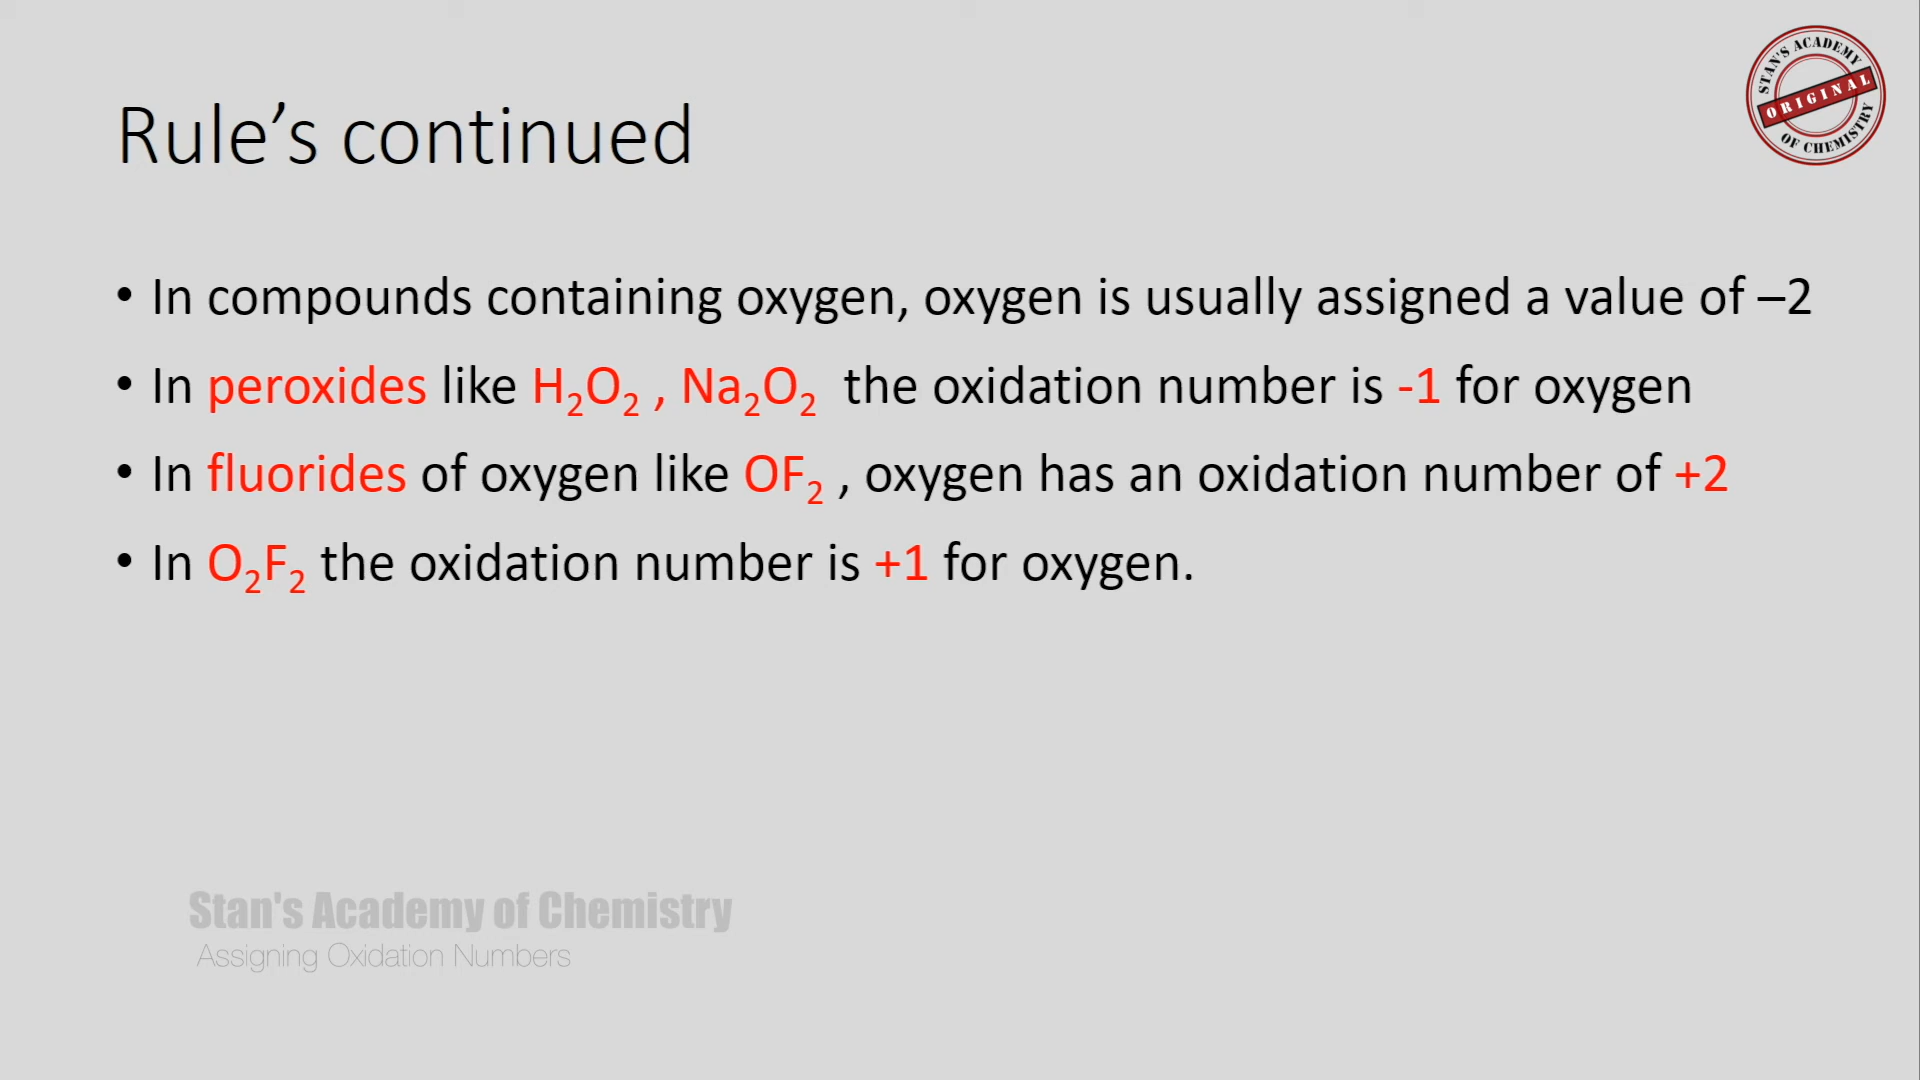 STAN'S ACADEMY
ORIGINAL
OF CHEMISTRY
Rule’s continued
• In compounds containing oxygen, oxygen is usually assigned a value of –2
• In peroxides like H₂O₂ , Na₂O₂ the oxidation number is -1 for oxygen
• In fluorides of oxygen like OF₂ , oxygen has an oxidation number of +2
• In O₂F₂ the oxidation number is +1 for oxygen.
Stan's Academy of Chemistry
Assigning Oxidation Numbers